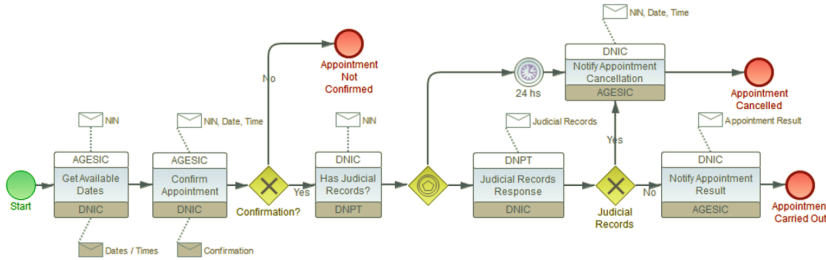 NIN, Date, Time
DNIC
Notify Appointment
Cancellation
AGESIC
No
Appointment
Not
Confirmed
24 hs
Appointment
Cancelled
NIN
NIN, Date, Time
NIN
Judicial Records
Appointment Result
Yes
AGESIC
Get Available
Dates
DNIC
AGESIC
Confirm
Appointment
DNIC
Confirmation?
Yes
DNIC
Has Judicial
Records?
DNPT
DNPT
Judicial Records
Response
DNIC
Judicial
Records
No
DNIC
Notify Appointment
Result
AGESIC
Start
Appointment
Carried Out
Dates / Times
Confirmation